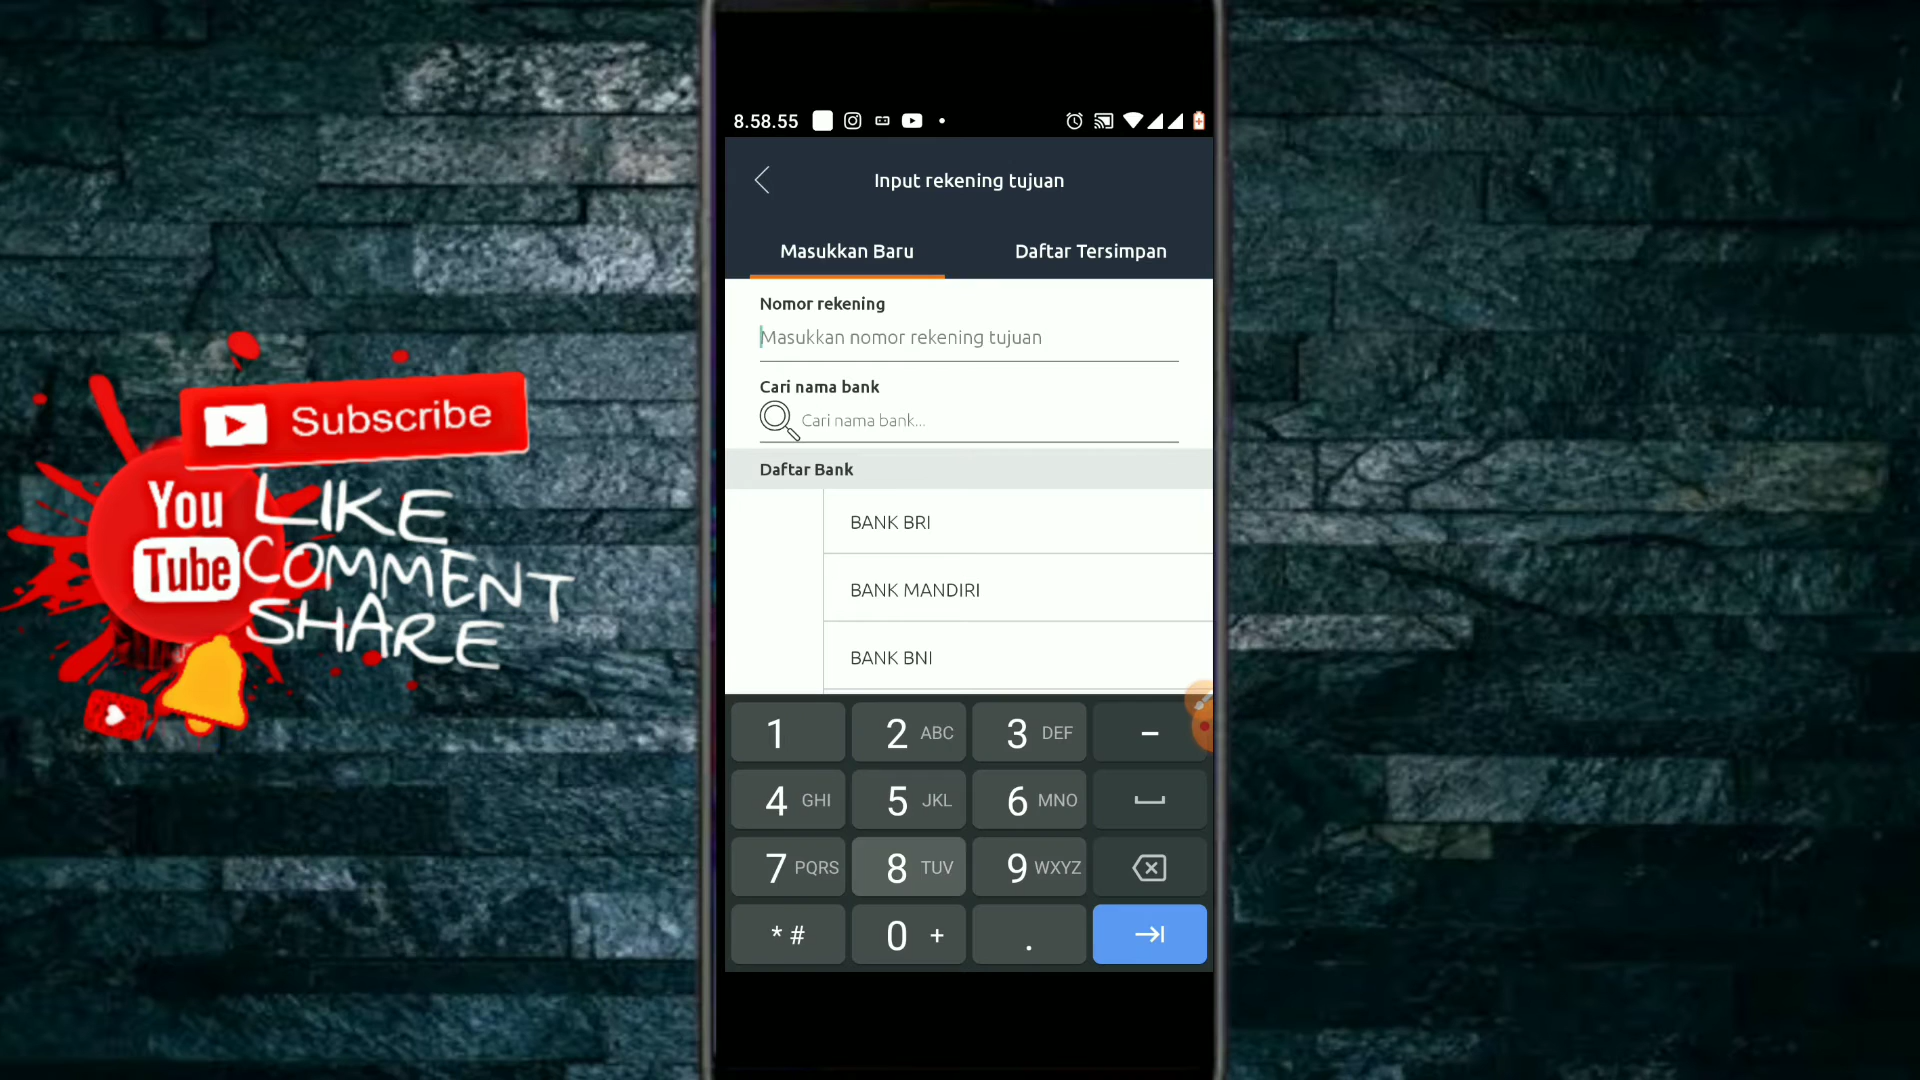 8.58.55
Input rekening tujuan
Masukkan Baru
Daftar Tersimpan
Nomor rekening
Masukkan nomor rekening tujuan
Cari nama bank
Cari nama bank...
Daftar Bank
BANK BRI
BANK MANDIRI
BANK BNI
1
2 ABC
3 DEF
-
4 GHI
5 JKL
6 MNO
7 PQRS
8 TUV
9 WXYZ
* #
0 +
.
Subscribe
You
Tube
LIKE
COMMENT
SHARE